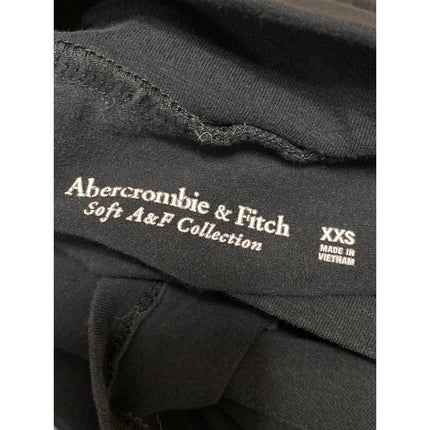 Abercrombie & Fitch
Soft A&F Collection
XXS
MADE IN
VIETNAM